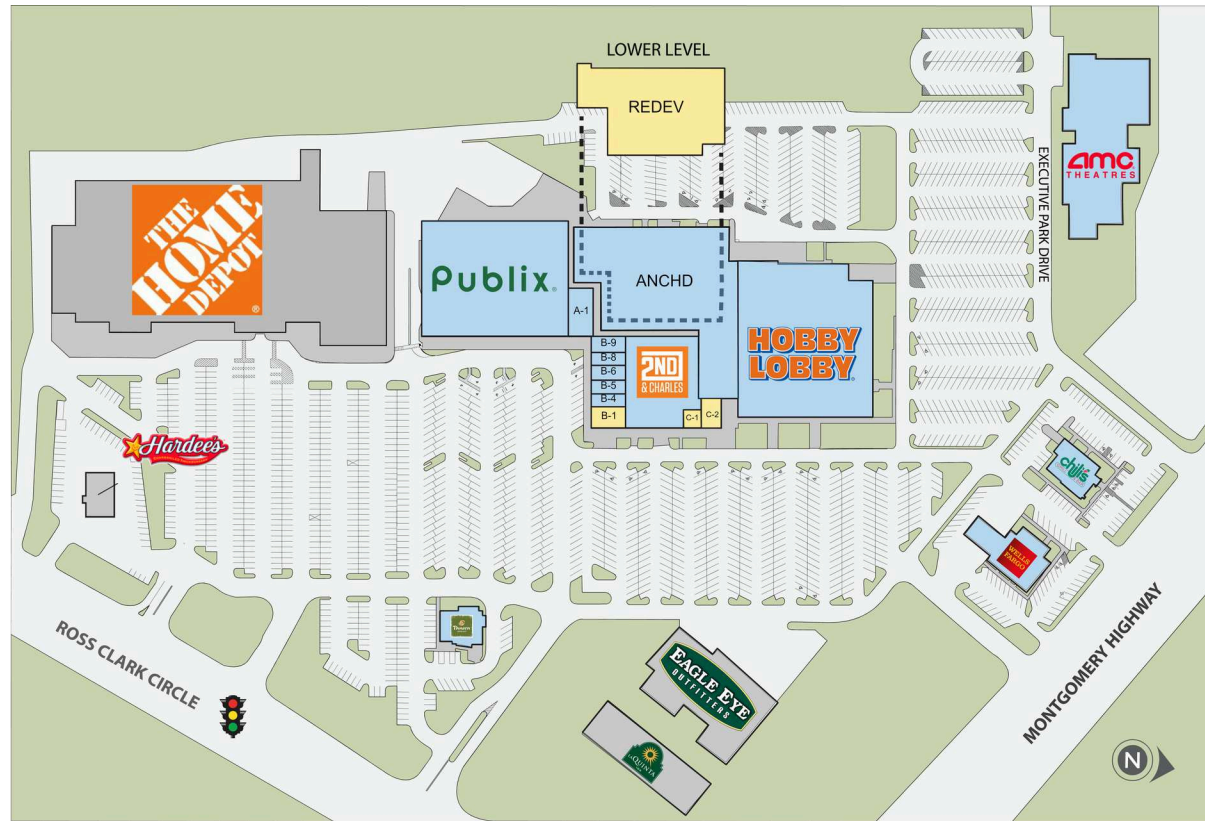 LOWER LEVEL
REDEV
EXECUTIVE PARK DRIVE
amc
THEATRES
THE
HOME
DEPOT
®
Publix®
A-1
ANCHD
HOBBY
LOBBY®
B-9
B-8
B-6
B-5
B-4
B-1
2ND
& CHARLES
C-1
C-2
Hardee's
chili's
WELLS
FARGO
Panera
ROSS CLARK CIRCLE
EAGLE EYE
OUTFITTERS
LAQUINTA
MONTGOMERY HIGHWAY
N